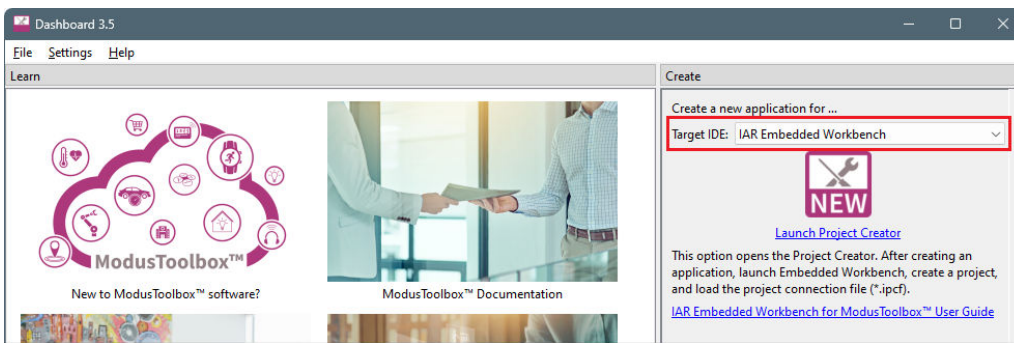 Dashboard 3.5
File Settings Help
Learn
ModusToolbox™
New to ModusToolbox™ software?
ModusToolbox™ Documentation
Create
Create a new application for ...
Target IDE: IAR Embedded Workbench
NEW
Launch Project Creator
This option opens the Project Creator. After creating an
application, launch Embedded Workbench, create a project,
and load the project connection file (*.ipcf).
IAR Embedded Workbench for ModusToolbox™ User Guide